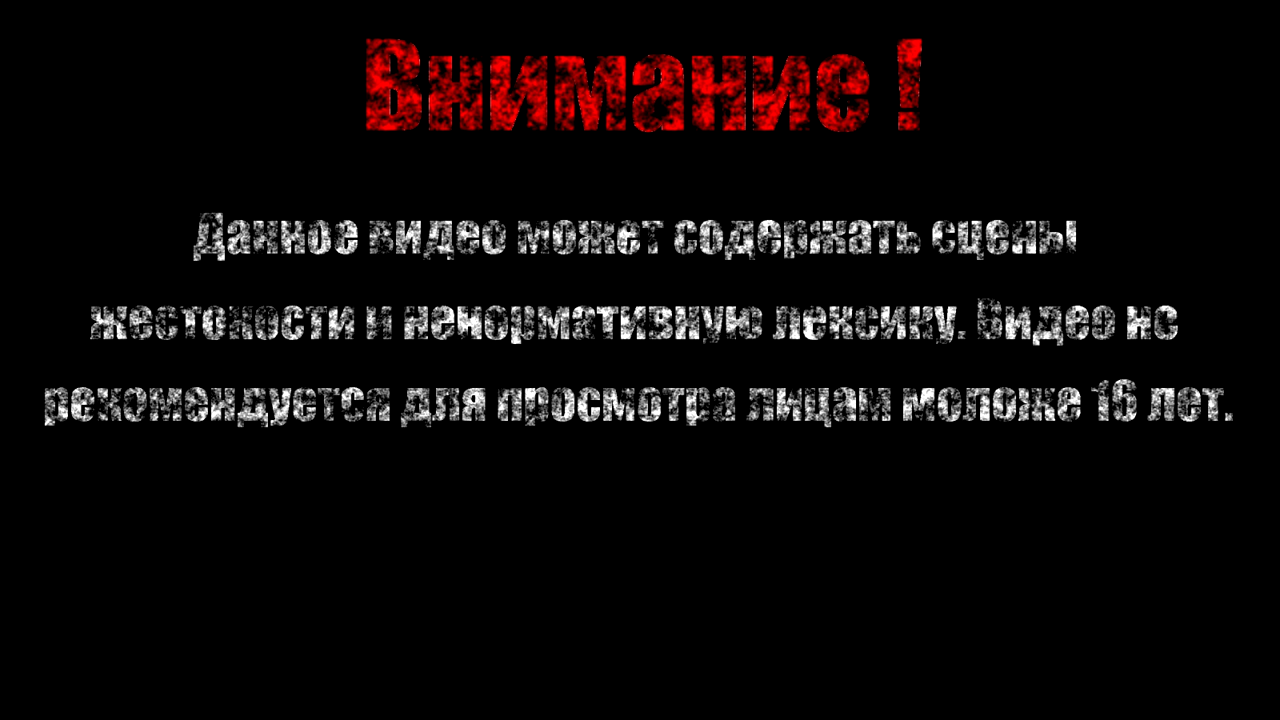 Внимание !
Данное видео может содержать сцены
жестокости и ненормативную лексику. Видео не
рекомендуется для просмотра лицам моложе 16 лет.